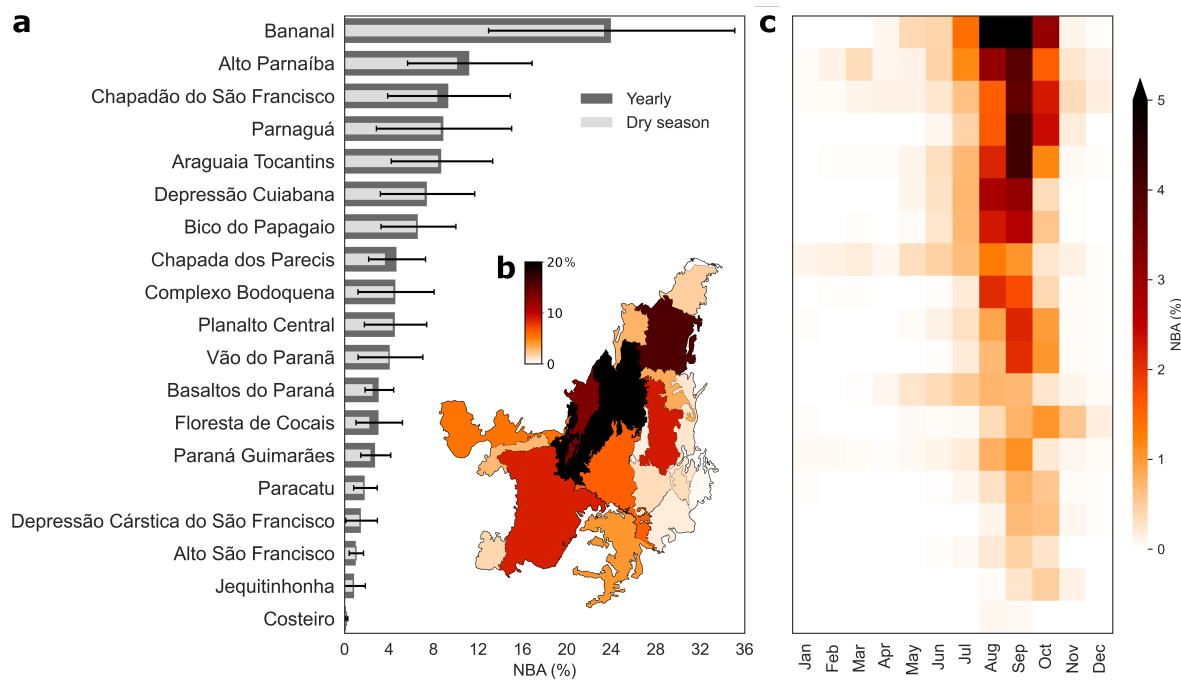 a
Bananal
Alto Parnaíba
Chapadão do São Francisco
Parnaguá
Araguaia Tocantins
Depressão Cuiabana
Bico do Papagaio
Chapada dos Parecis
Complexo Bodoquena
Planalto Central
Vão do Paranã
Basaltos do Paraná
Floresta de Cocais
Paraná Guimarães
Paracatu
Depressão Cárstica do São Francisco
Alto São Francisco
Jequitinhonha
Costeiro
0 4 8 12 16 20 24 28 32 36
NBA (%)
Yearly
Dry season
b
20 %
10
0
c
Jan Feb Mar Apr May Jun Jul Aug Sep Oct Nov Dec
5
4
3
2
1
0
NBA (%)